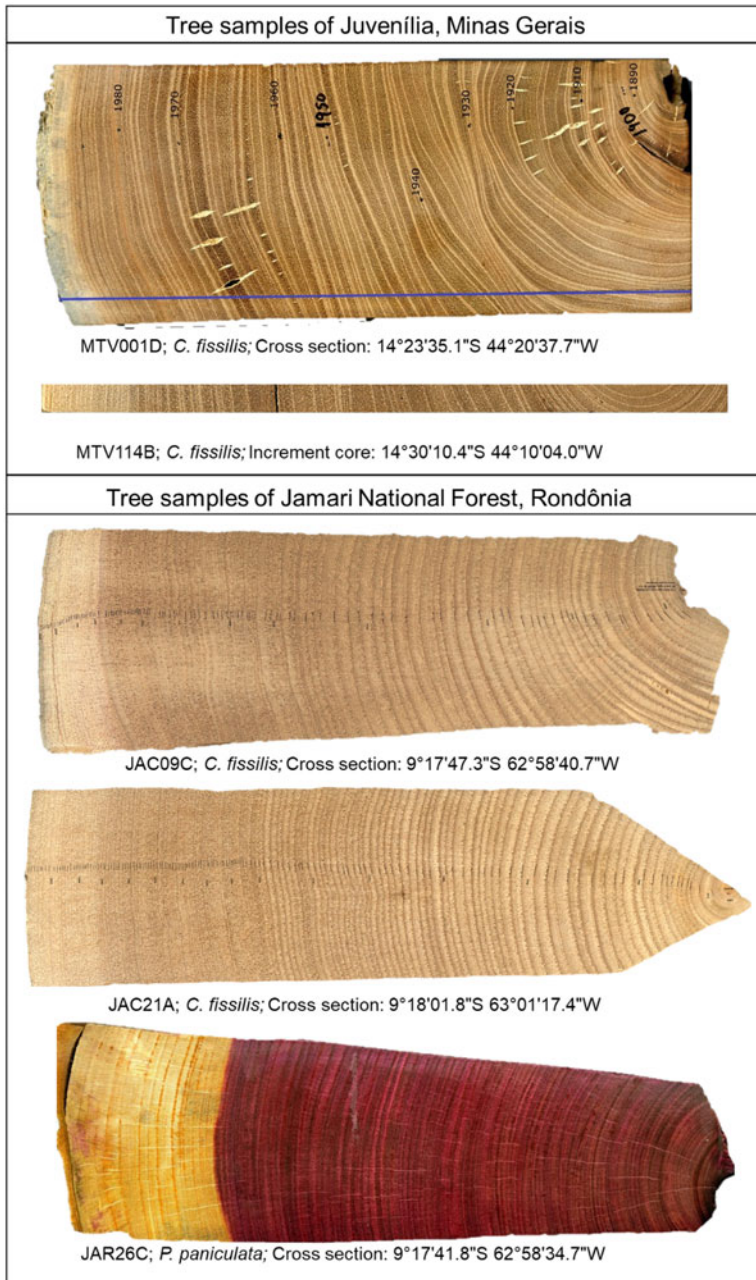 Tree samples of Juvenília, Minas Gerais
1980
1970
1960
1950
1940
1930
1920
1910
1900
1890
MTV001D; C. fissilis; Cross section: 14°23'35.1"S 44°20'37.7"W
MTV114B; C. fissilis; Increment core: 14°30'10.4"S 44°10'04.0"W
Tree samples of Jamari National Forest, Rondônia
JAC09C; C. fissilis; Cross section: 9°17'47.3"S 62°58'40.7"W
JAC21A; C. fissilis; Cross section: 9°18'01.8"S 63°01'17.4"W
JAR26C; P. paniculata; Cross section: 9°17'41.8"S 62°58'34.7"W